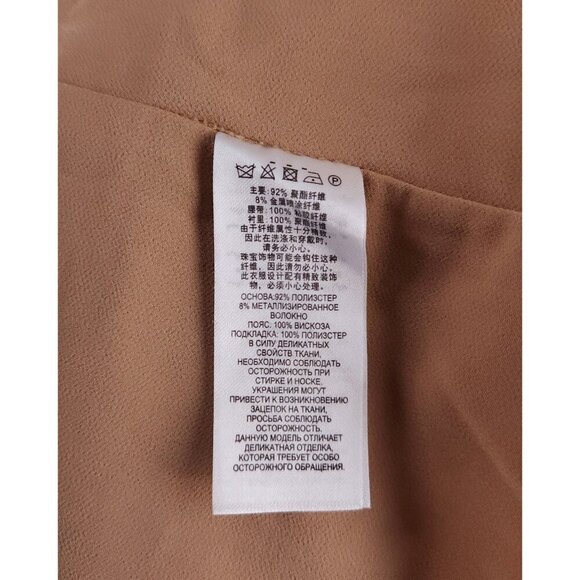 P
主要: 92% 聚酯纤维
8% 金属喷涂纤维
腰带: 100% 粘胶纤维
衬里: 100% 聚酯纤维
由于纤维属性十分精致,
因此在洗涤和穿戴时,
请务必小心。
珠宝饰物可能会钩住这种
纤维, 因此请勿必小心。
此衣服设计配有精致装饰
物, 必须小心处理。
ОСНОВА:92% ПОЛИЭСТЕР
8% МЕТАЛЛИЗИРОВАННОЕ
ВОЛОКНО
ПОЯС: 100% ВИСКОЗА
ПОДКЛАДКА: 100% ПОЛИЭСТЕР
В СИЛУ ДЕЛИКАТНЫХ
СВОЙСТВ ТКАНИ,
НЕОБХОДИМО СОБЛЮДАТЬ
ОСТОРОЖНОСТЬ ПРИ
СТИРКЕ И НОСКЕ.
УКРАШЕНИЯ МОГУТ
ПРИВЕСТИ К ВОЗНИКНОВЕНИЮ
ЗАЦЕПОК НА ТКАНИ,
ПРОСЬБА СОБЛЮДАТЬ
ОСТОРОЖНОСТЬ.
ДАННУЮ МОДЕЛЬ ОТЛИЧАЕТ
ДЕЛИКАТНАЯ ОТДЕЛКА,
КОТОРАЯ ТРЕБУЕТ ОСОБО
ОСТОРОЖНОГО ОБРАЩЕНИЯ.